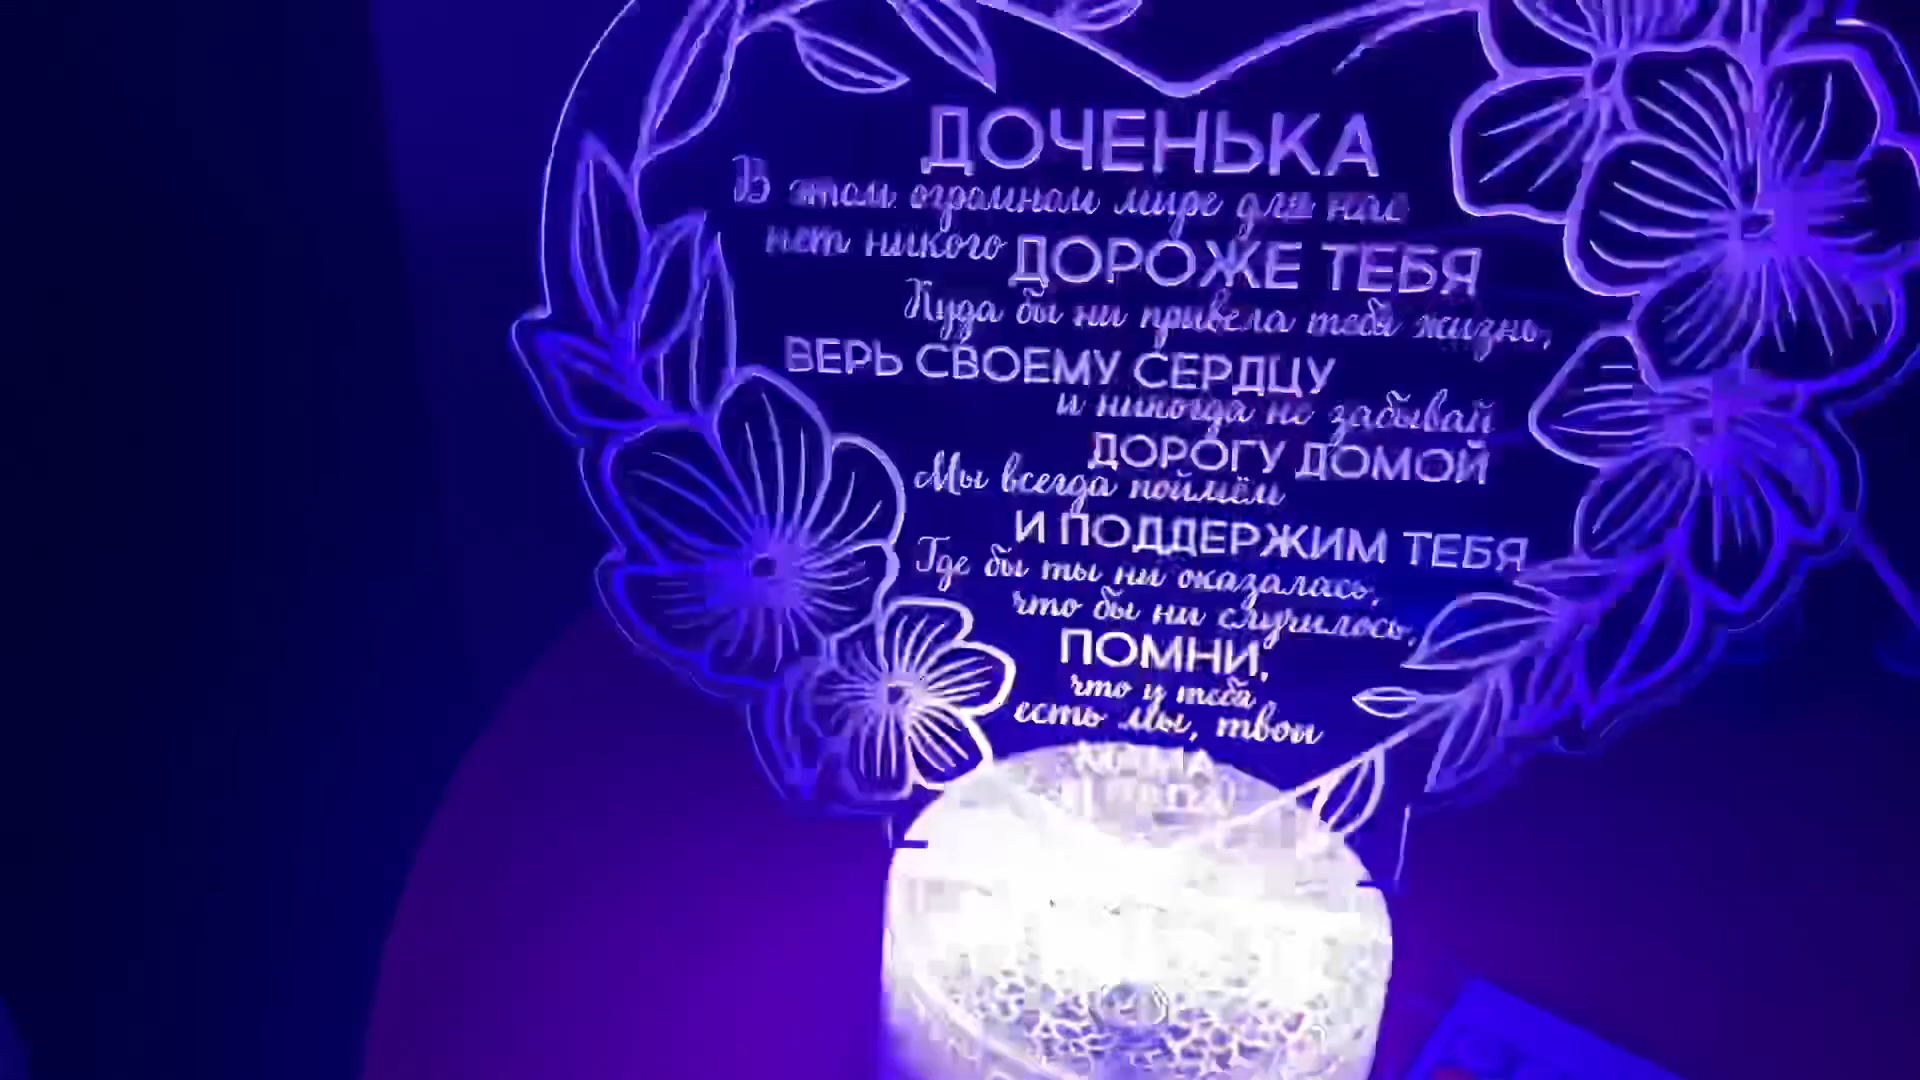 ДОЧЕНЬКА
В этом огромном мире для нас
нет никого ДОРОЖЕ ТЕБЯ
Куда бы ни привела тебя жизнь,
ВЕРЬ СВОЕМУ СЕРДЦУ
и никогда не забывай
ДОРОГУ ДОМОЙ
Мы всегда поймём
И ПОДДЕРЖИМ ТЕБЯ
Где бы ты ни оказалась,
что бы ни случилось,
ПОМНИ,
что у тебя
есть мы, твои
МАМА
И ПАПА